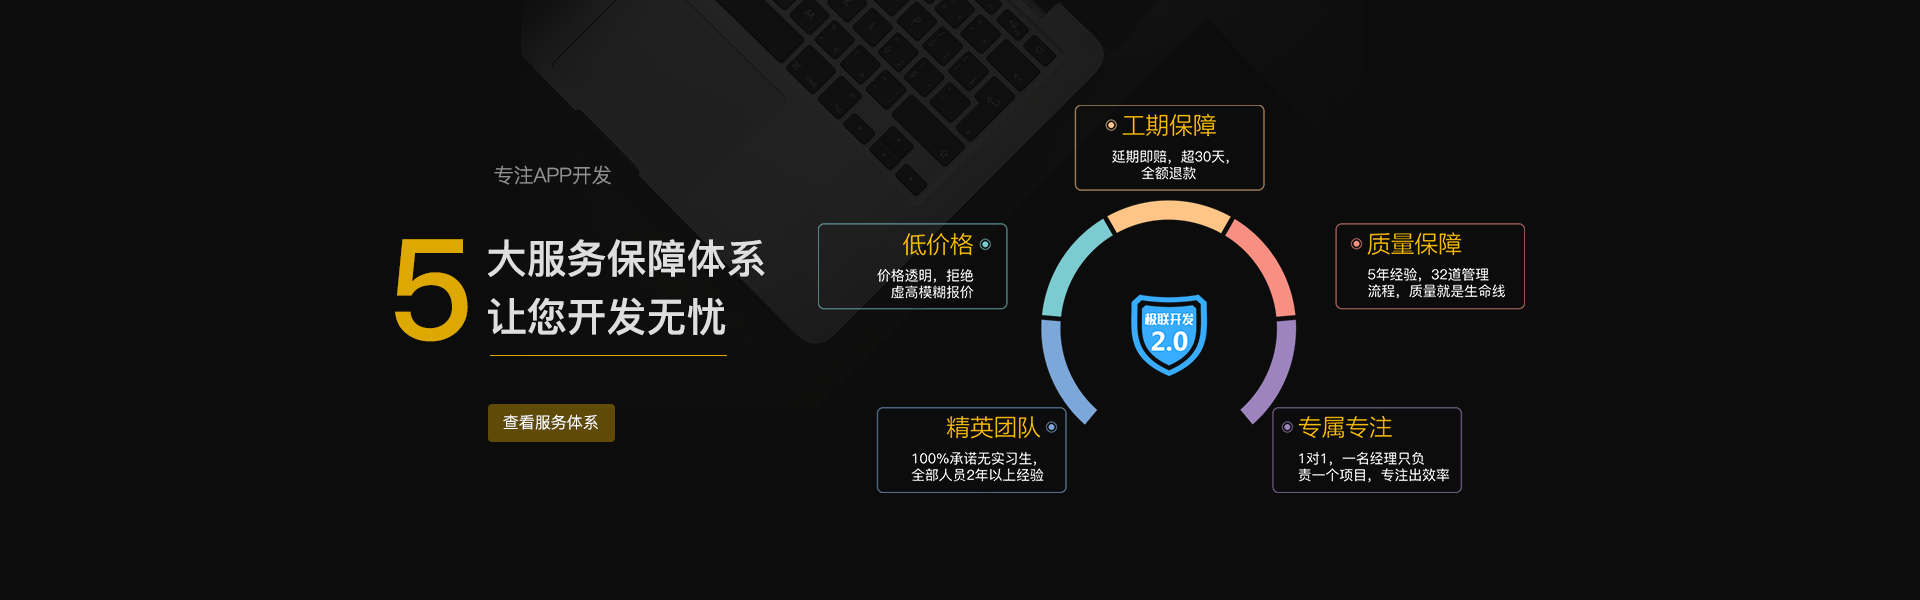 专注APP开发
5
大服务保障体系
让您开发无忧
查看服务体系
工期保障
延期即赔，超30天，
全额退款
低价格
价格透明，拒绝
虚高模糊报价
质量保障
5年经验，32道管理
流程，质量就是生命线
极联开发
2.0
精英团队
100%承诺无实习生，
全部人员2年以上经验
专属专注
1对1，一名经理只负
责一个项目，专注出效率